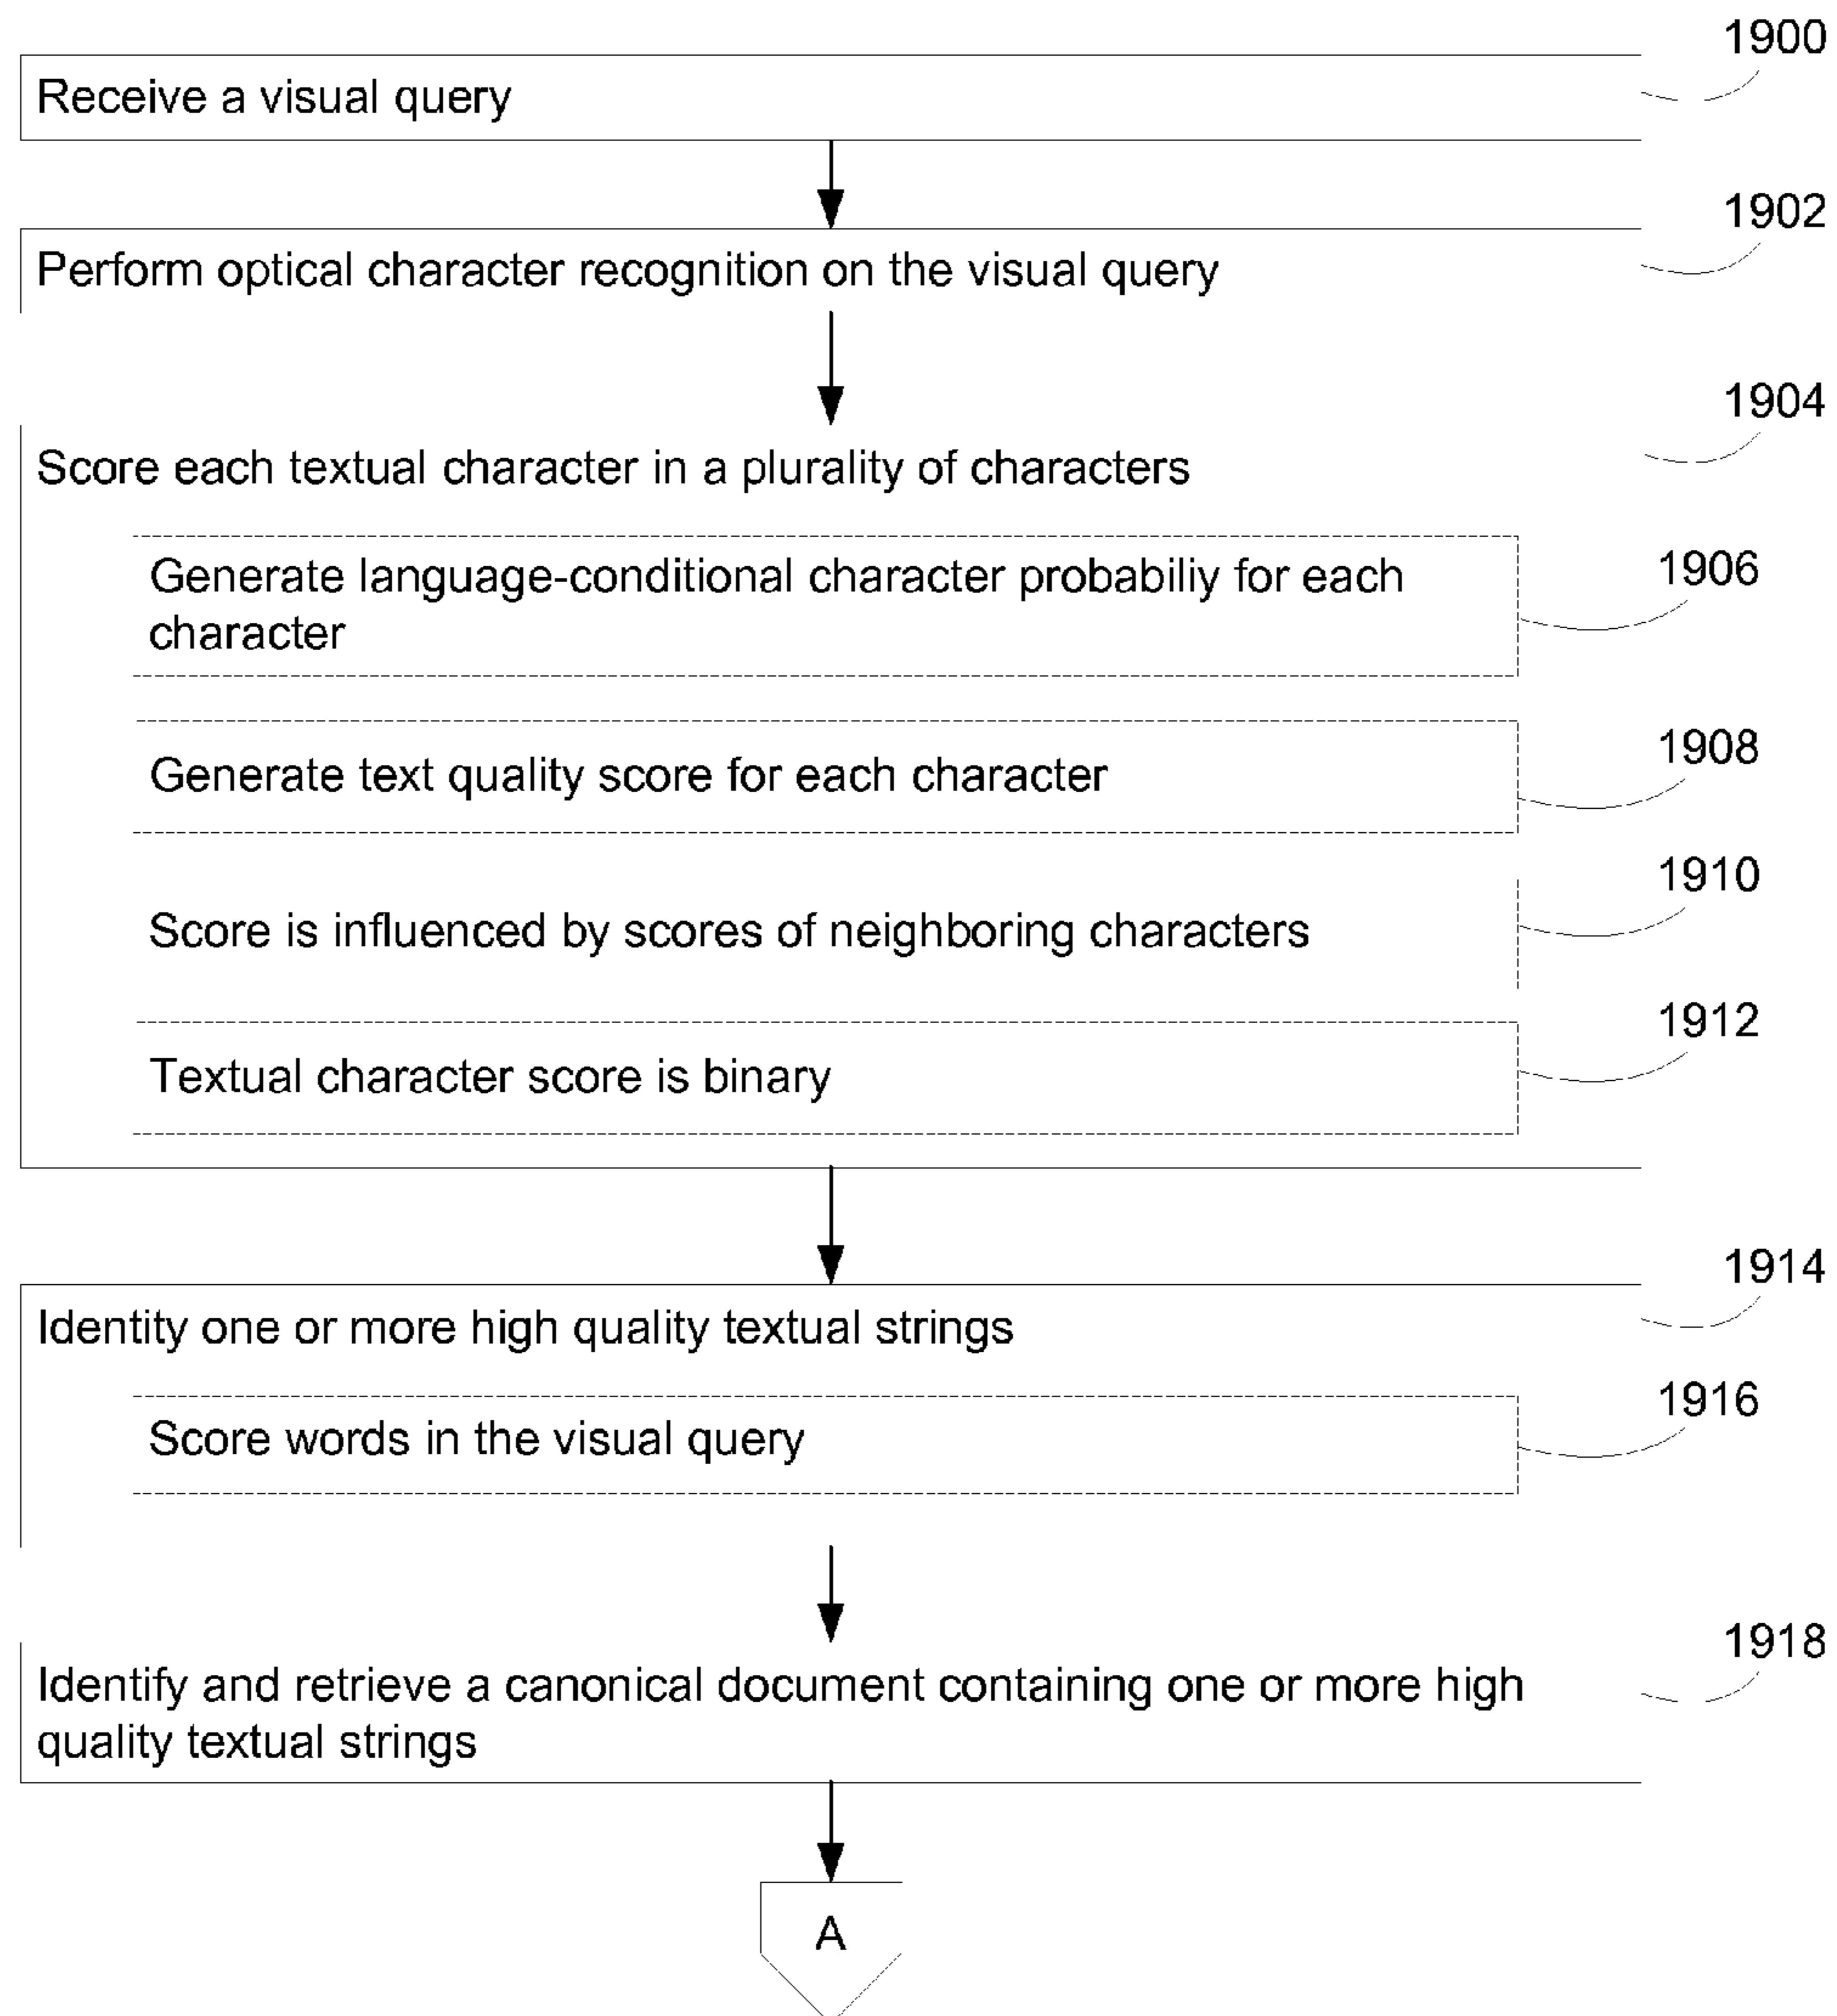 1900
Receive a visual query
1902
Perform optical character recognition on the visual query
1904
Score each textual character in a plurality of characters
1906
Generate language-conditional character probabiliy for each
character
1908
Generate text quality score for each character
1910
Score is influenced by scores of neighboring characters
1912
Textual character score is binary
1914
Identity one or more high quality textual strings
1916
Score words in the visual query
1918
Identify and retrieve a canonical document containing one or more high
quality textual strings
A